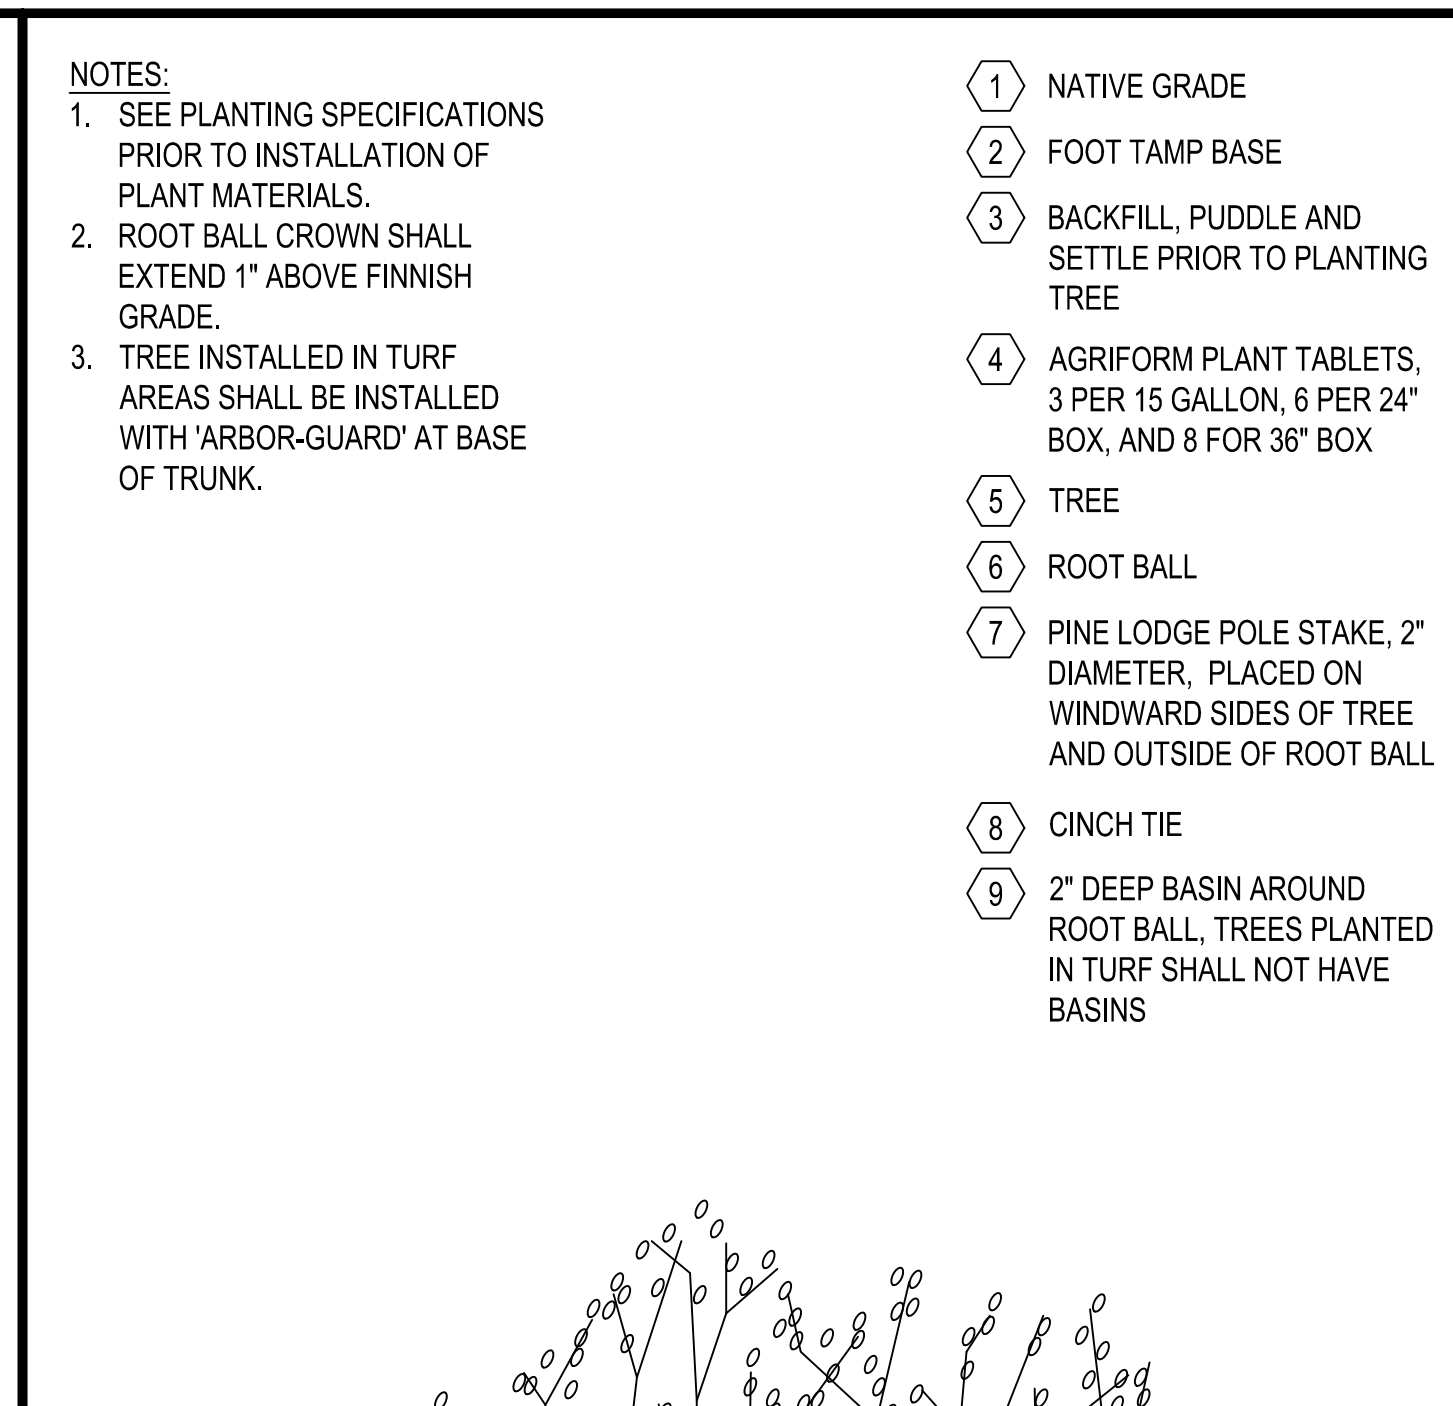 NOTES:
1. SEE PLANTING SPECIFICATIONS
PRIOR TO INSTALLATION OF
PLANT MATERIALS.
2. ROOT BALL CROWN SHALL
EXTEND 1" ABOVE FINNISH
GRADE.
3. TREE INSTALLED IN TURF
AREAS SHALL BE INSTALLED
WITH 'ARBOR-GUARD' AT BASE
OF TRUNK.
1 NATIVE GRADE
2 FOOT TAMP BASE
3 BACKFILL, PUDDLE AND
SETTLE PRIOR TO PLANTING
TREE
4 AGRIFORM PLANT TABLETS,
3 PER 15 GALLON, 6 PER 24"
BOX, AND 8 FOR 36" BOX
5 TREE
6 ROOT BALL
7 PINE LODGE POLE STAKE, 2"
DIAMETER, PLACED ON
WINDWARD SIDES OF TREE
AND OUTSIDE OF ROOT BALL
8 CINCH TIE
9 2" DEEP BASIN AROUND
ROOT BALL, TREES PLANTED
IN TURF SHALL NOT HAVE
BASINS